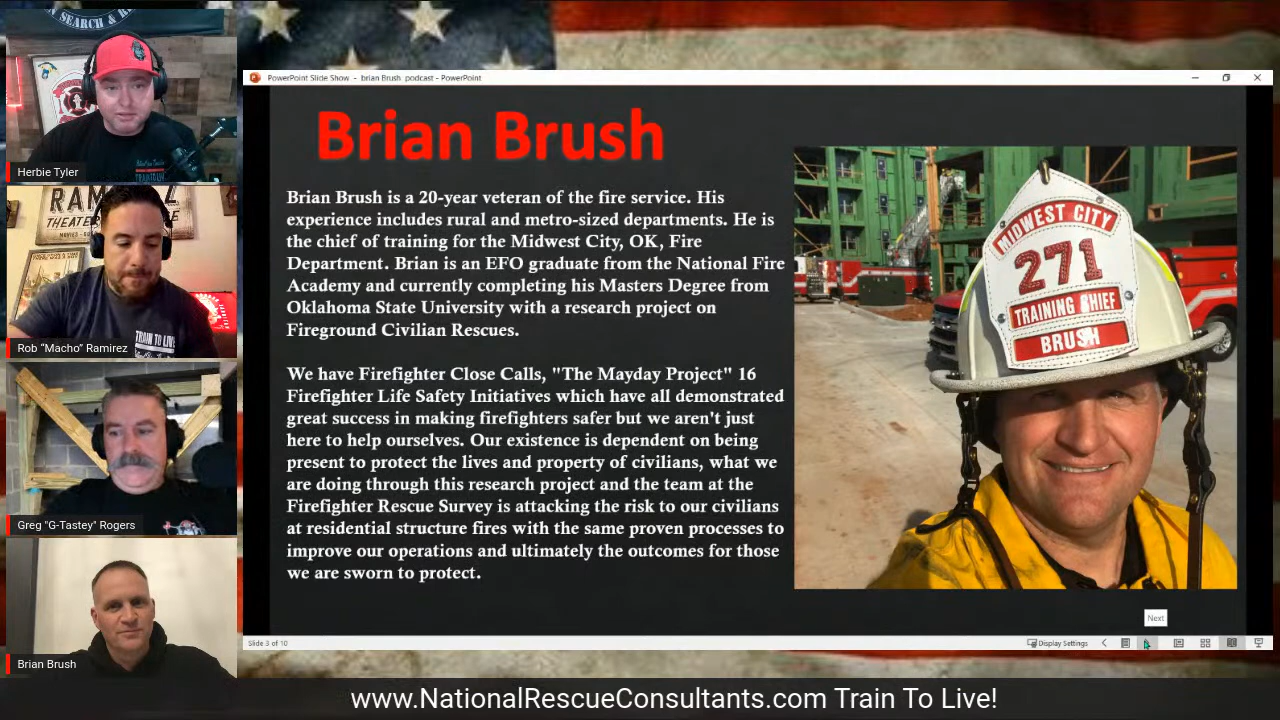 N SEARCH & R
Herbie Tyler
RAM EZ
THEATER
Rob “Macho” Ramirez
TRAIN TO LIVE
Greg "G-Tastey" Rogers
Brian Brush
PowerPoint Slide Show - brian Brush podcast - PowerPoint
Brian Brush
Brian Brush is a 20-year veteran of the fire service. His
experience includes rural and metro-sized departments. He is
the chief of training for the Midwest City, OK, Fire
Department. Brian is an EFO graduate from the National Fire
Academy and currently completing his Masters Degree from
Oklahoma State University with a research project on
Fireground Civilian Rescues.
We have Firefighter Close Calls, "The Mayday Project" 16
Firefighter Life Safety Initiatives which have all demonstrated
great success in making firefighters safer but we aren't just
here to help ourselves. Our existence is dependent on being
present to protect the lives and property of civilians, what we
are doing through this research project and the team at the
Firefighter Rescue Survey is attacking the risk to our civilians
at residential structure fires with the same proven processes to
improve our operations and ultimately the outcomes for those
we are sworn to protect.
MIDWEST CITY
271
TRAINING CHIEF
BRUSH
Next
Slide 3 of 10
Display Settings
www.NationalRescueConsultants.com Train To Live!